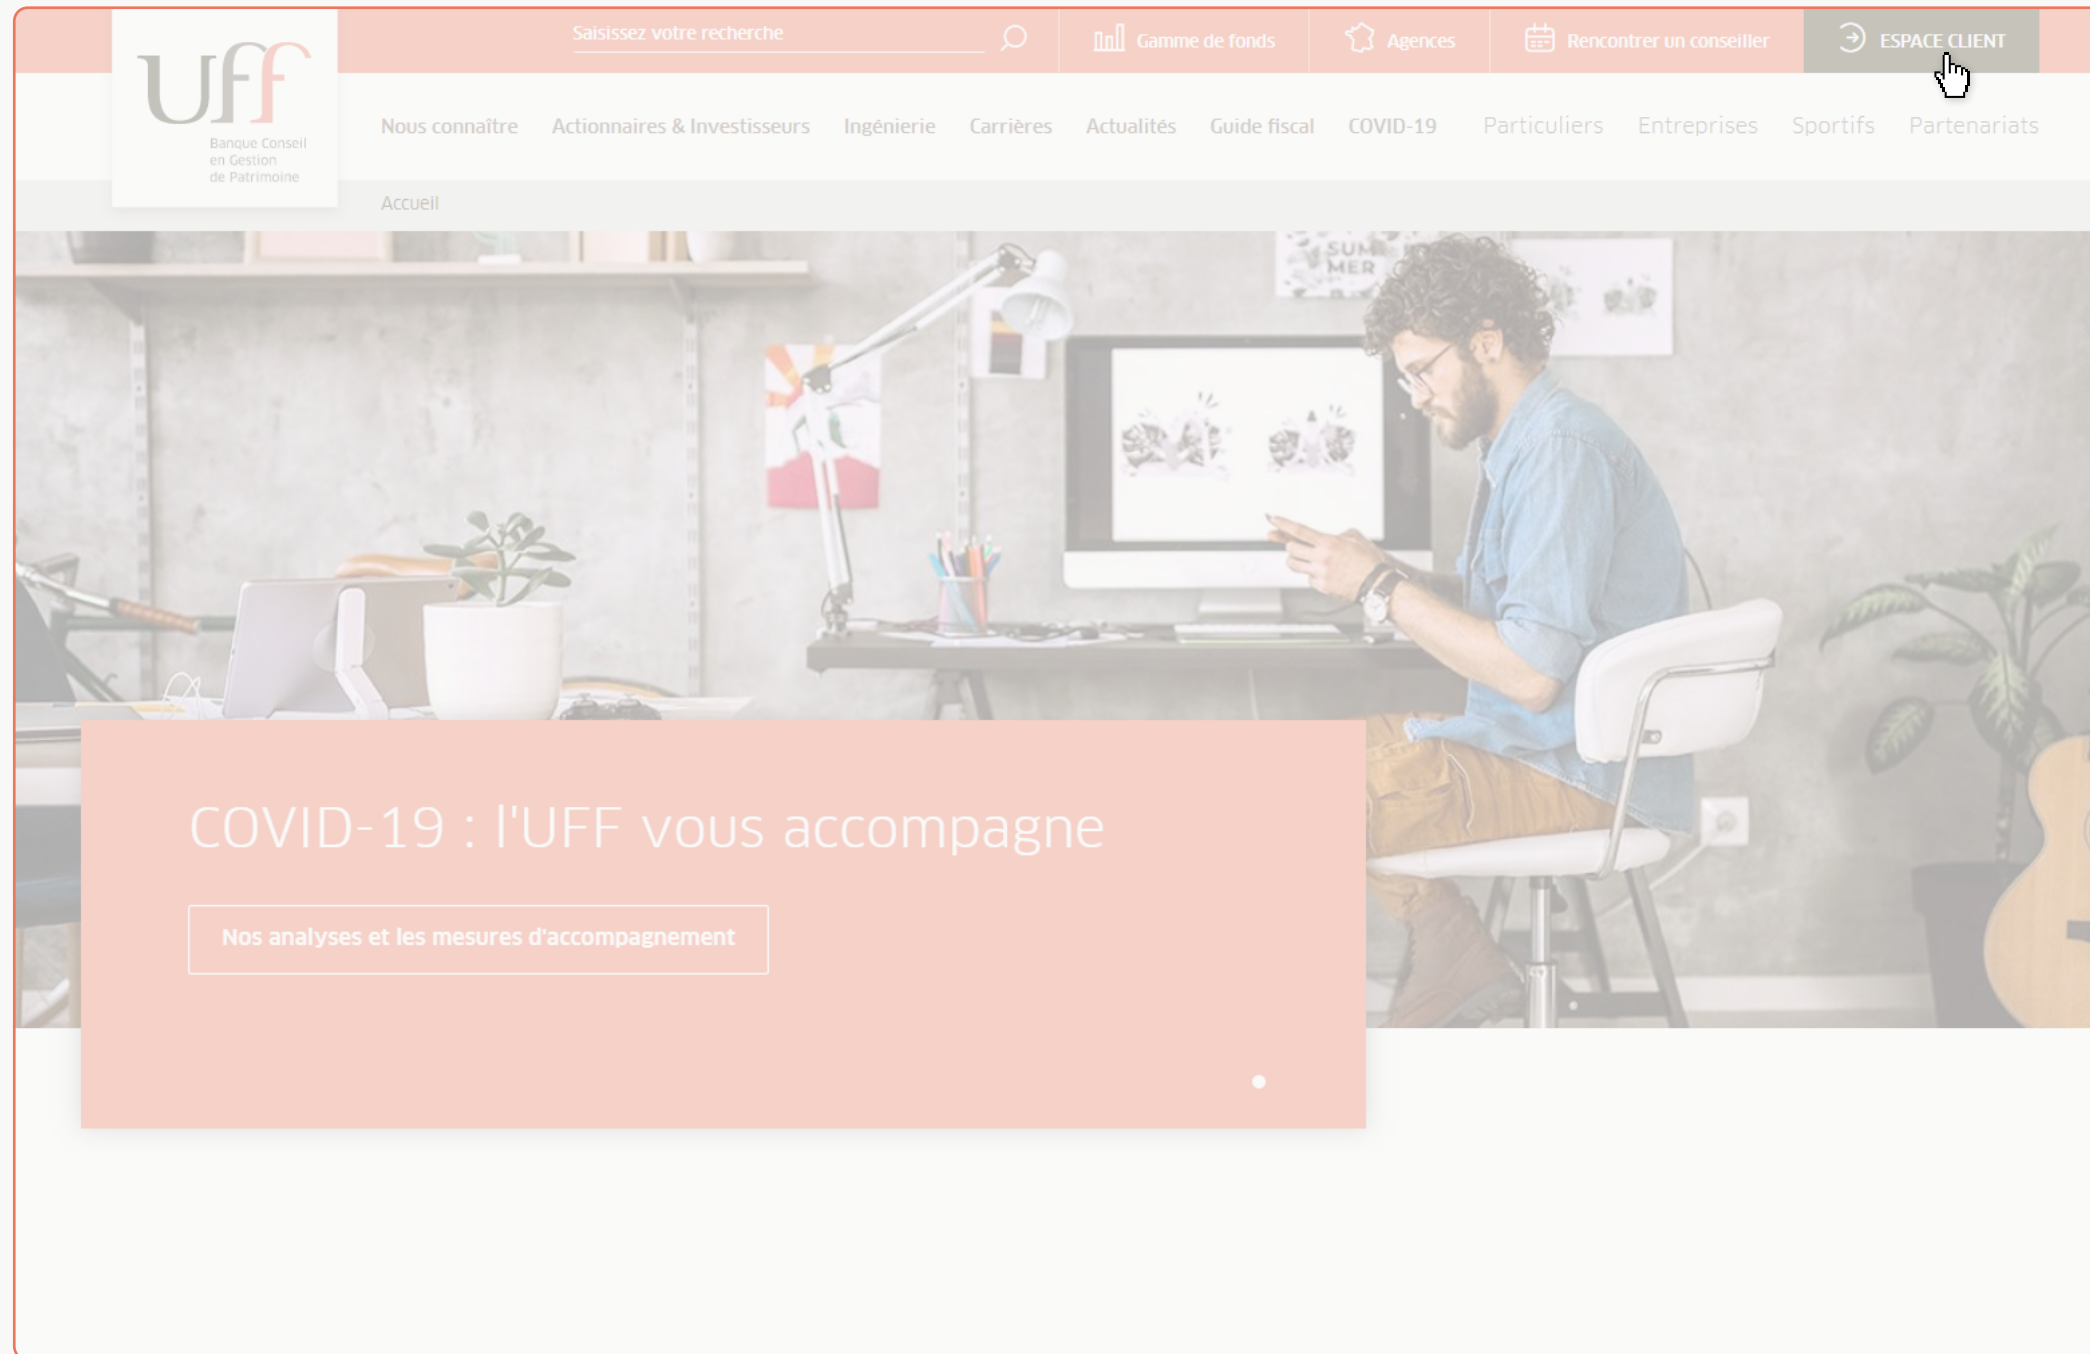 Saisissez votre recherche
Gamme de fonds
Agences
Rencontrer un conseiller
ESPACE CLIENT
uff
Banque Conseil
en Gestion
de Patrimoine
Nous connaître
Actionnaires & Investisseurs
Ingénierie
Carrières
Actualités
Guide fiscal
COVID-19
Particuliers
Entreprises
Sportifs
Partenariats
Accueil
SUM
MER
COVID-19 : l'UFF vous accompagne
Nos analyses et les mesures d'accompagnement